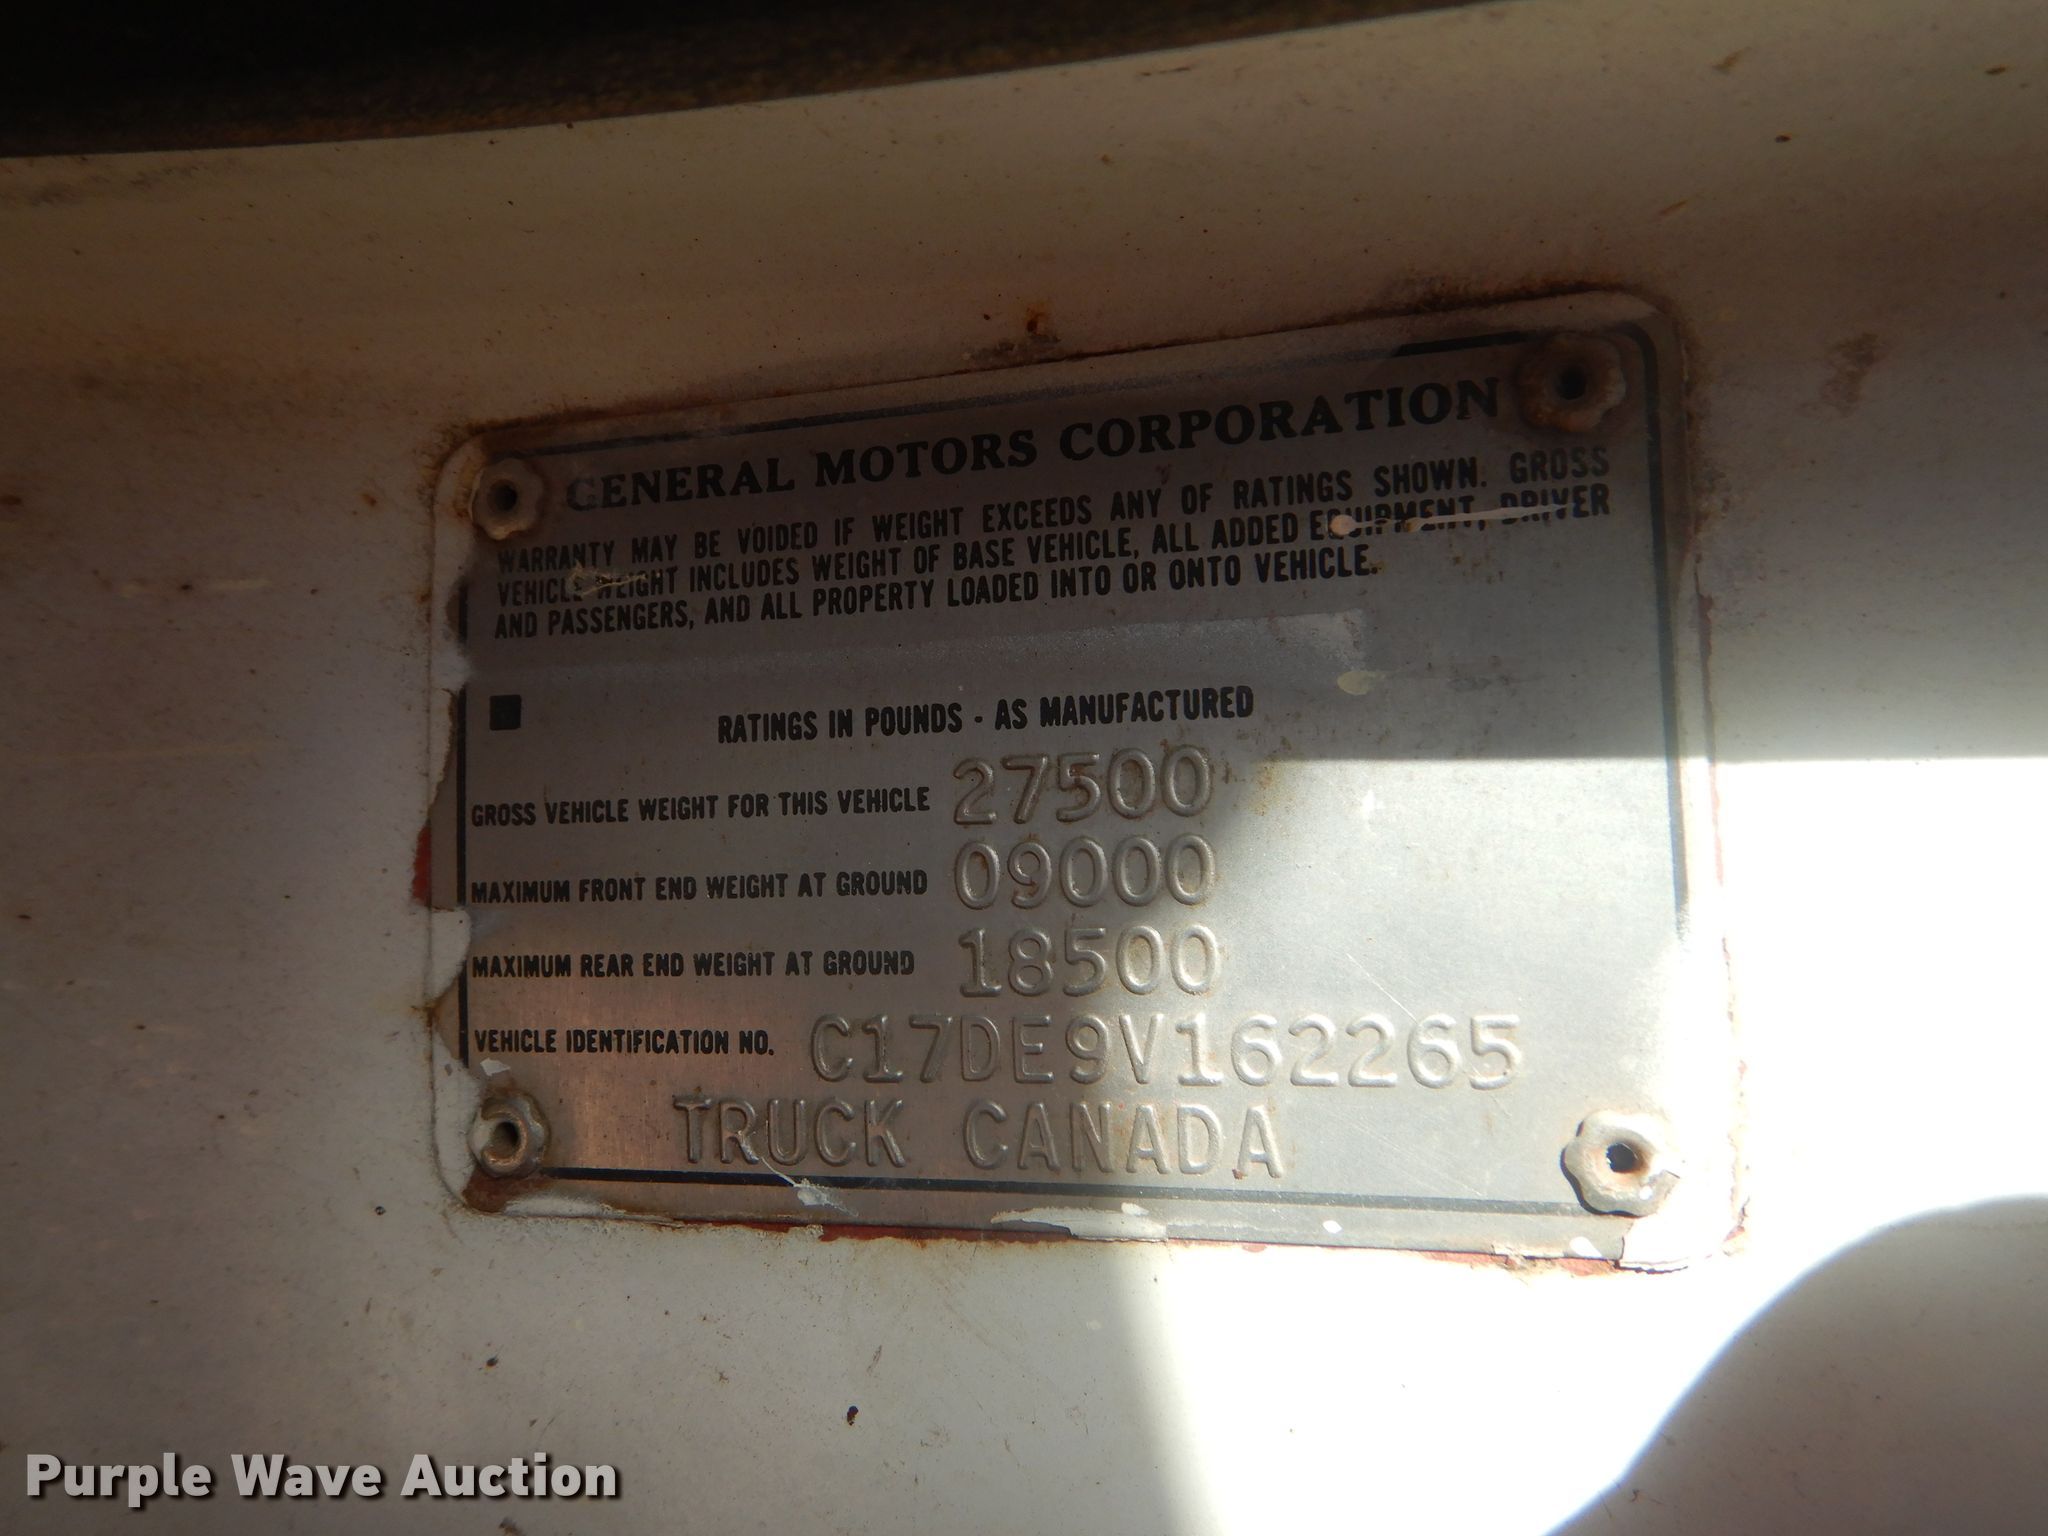 GENERAL MOTORS CORPORATION
WARRANTY MAY BE VOIDED IF WEIGHT EXCEEDS ANY OF RATINGS SHOWN. GROSS
VEHICLE WEIGHT INCLUDES WEIGHT OF BASE VEHICLE, ALL ADDED EQUIPMENT, DRIVER
AND PASSENGERS, AND ALL PROPERTY LOADED INTO OR ONTO VEHICLE.
RATINGS IN POUNDS - AS MANUFACTURED
GROSS VEHICLE WEIGHT FOR THIS VEHICLE 27500
MAXIMUM FRONT END WEIGHT AT GROUND 09000
MAXIMUM REAR END WEIGHT AT GROUND 18500
VEHICLE IDENTIFICATION NO. C17DE9V162265
TRUCK CANADA
Purple Wave Auction